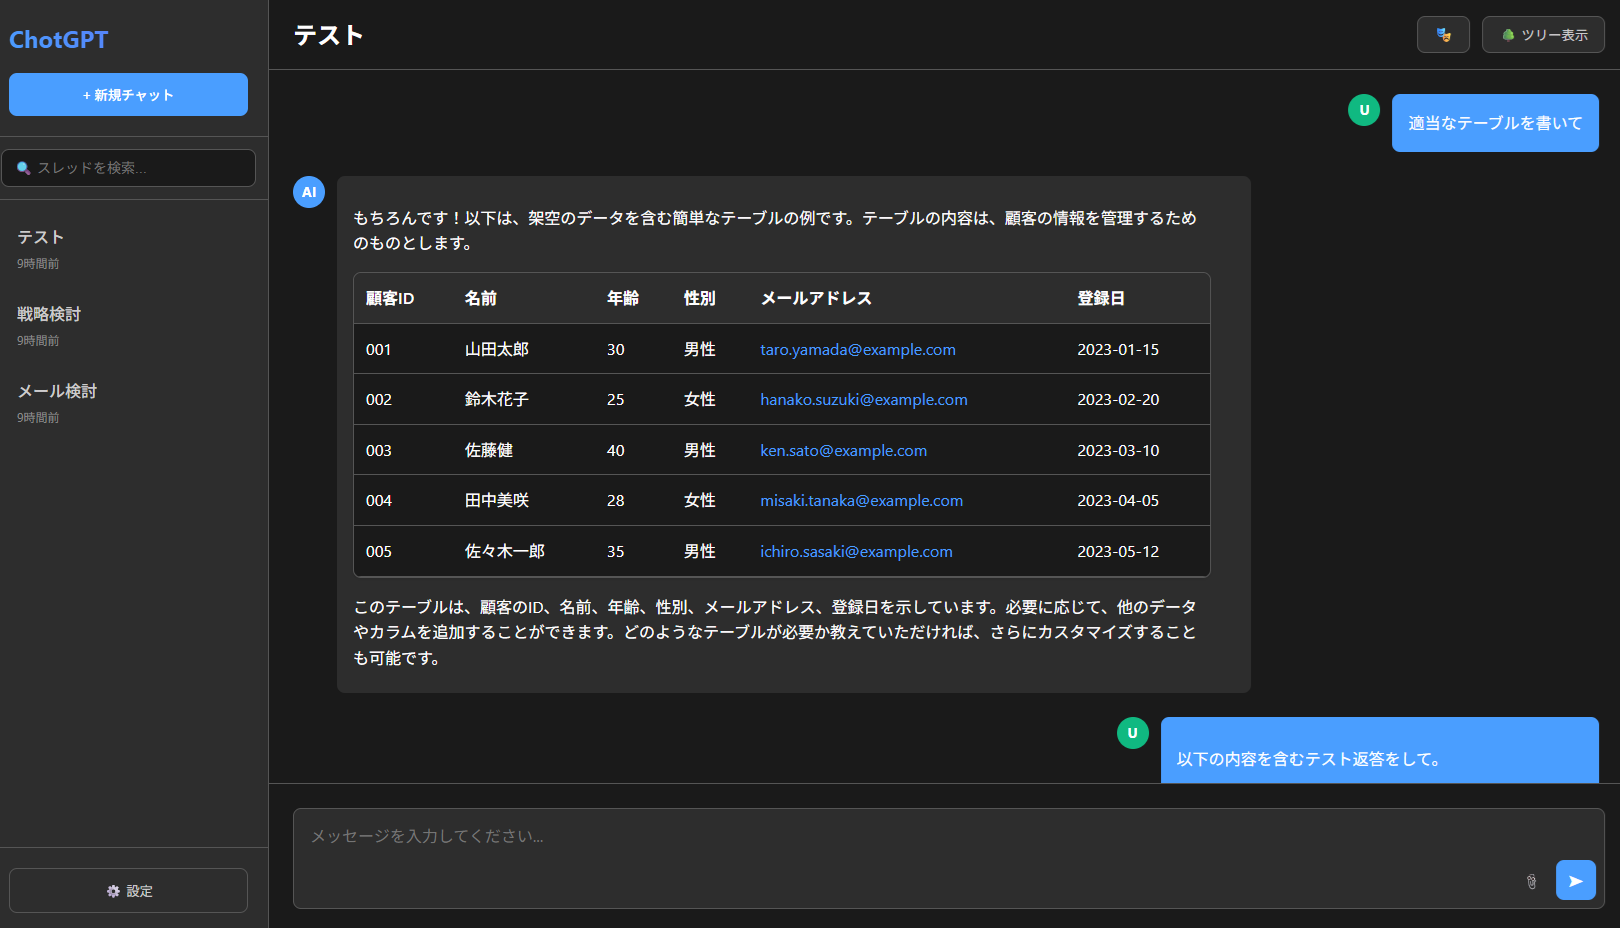 ChotGPT
+ 新規チャット
スレッドを検索...
テスト
9時間前
戦略検討
9時間前
メール検討
9時間前
設定
テスト
ツリー表示
U
適当なテーブルを書いて
AI
もちろんです！以下は、架空のデータを含む簡単なテーブルの例です。テーブルの内容は、顧客の情報を管理するため
のものとします。
顧客ID 名前 年齢 性別 メールアドレス 登録日
001 山田太郎 30 男性 taro.yamada@example.com 2023-01-15
002 鈴木花子 25 女性 hanako.suzuki@example.com 2023-02-20
003 佐藤健 40 男性 ken.sato@example.com 2023-03-10
004 田中美咲 28 女性 misaki.tanaka@example.com 2023-04-05
005 佐々木一郎 35 男性 ichiro.sasaki@example.com 2023-05-12
このテーブルは、顧客のID、名前、年齢、性別、メールアドレス、登録日を示しています。必要に応じて、他のデータ
やカラムを追加することができます。どのようなテーブルが必要か教えていただければ、さらにカスタマイズすること
も可能です。
U
以下の内容を含むテスト返答をして。
メッセージを入力してください...